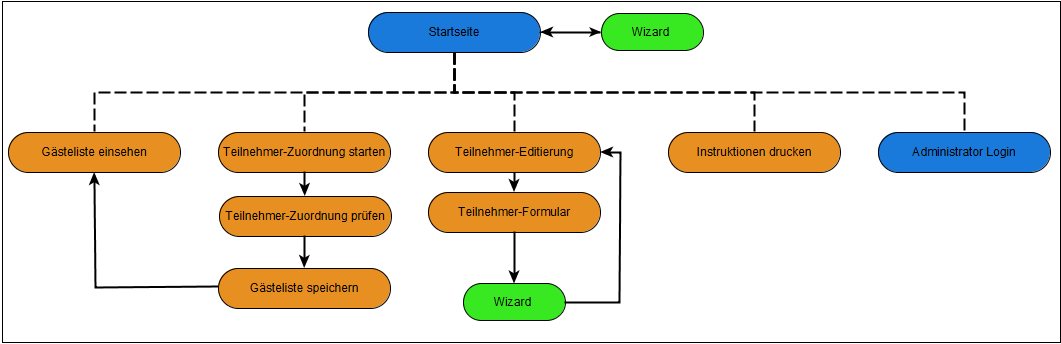 Startseite
Wizard
Gästeliste einsehen
Teilnehmer-Zuordnung starten
Teilnehmer-Editierung
Instruktionen drucken
Administrator Login
Teilnehmer-Zuordnung prüfen
Teilnehmer-Formular
Gästeliste speichern
Wizard